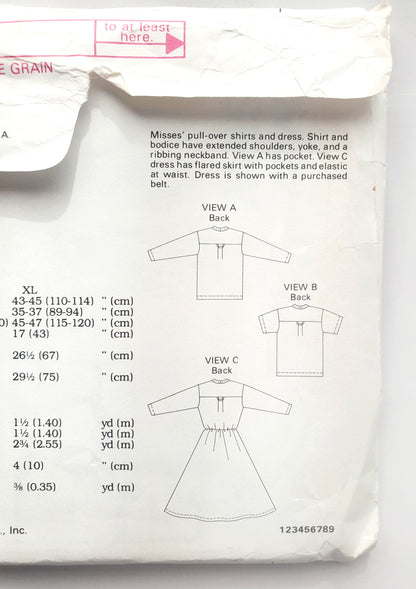 to at least
here.
E GRAIN
A.
Misses' pull-over shirts and dress. Shirt and
bodice have extended shoulders, yoke, and a
ribbing neckband. View A has pocket. View C
dress has flared skirt with pockets and elastic
at waist. Dress is shown with a purchased
belt.
VIEW A
Back
VIEW B
Back
VIEW C
Back
XL
43-45 (110-114) " (cm)
35-37 (89-94) " (cm)
0) 45-47 (115-120) " (cm)
17 (43) " (cm)
26½ (67) " (cm)
29½ (75) " (cm)
1½ (1.40) yd (m)
1½ (1.40) yd (m)
2¾ (2.55) yd (m)
4 (10) " (cm)
⅜ (0.35) yd (m)
., Inc.
123456789